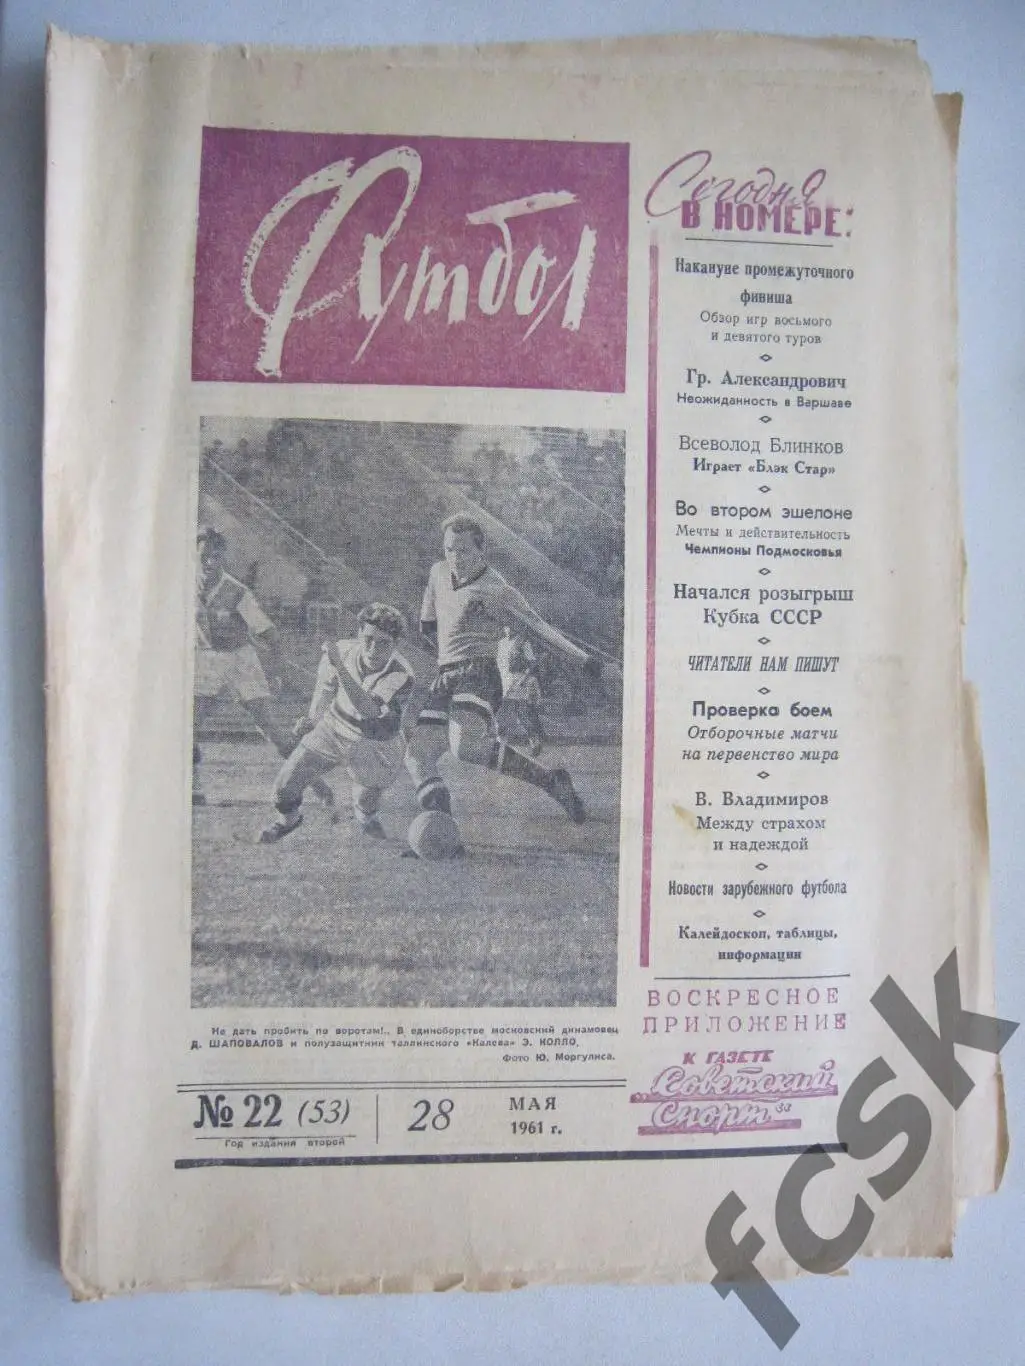 Футбол
Сегодня
В НОМЕРЕ:
Накануне промежуточного
финиша
Обзор игр восьмого
и девятого туров
Гр. Александрович
Неожиданность в Варшаве
Всеволод Блинков
Играет «Блэк Стар»
Во втором эшелоне
Мечты и действительность
Чемпионы Подмосковья
Начался розыгрыш
Кубка СССР
ЧИТАТЕЛИ НАМ ПИШУТ
Проверка боем
Отборочные матчи
на первенство мира
В. Владимиров
Между страхом
и надеждой
Новости зарубежного футбола
Калейдоскоп, таблицы,
информации
ВОСКРЕСНОЕ
ПРИЛОЖЕНИЕ
К ГАЗЕТЕ
„Советский
Спорт“
Не дать пробить по воротам!.. В единоборстве московский динамовец
Д. ШАПОВАЛОВ и полузащитник таллинского «Калева» Э. КОЛЛО.
Фото Ю. Моргулиса.
№ 22 (53)
Год издания второй
28
МАЯ
1961 г.
fcsk